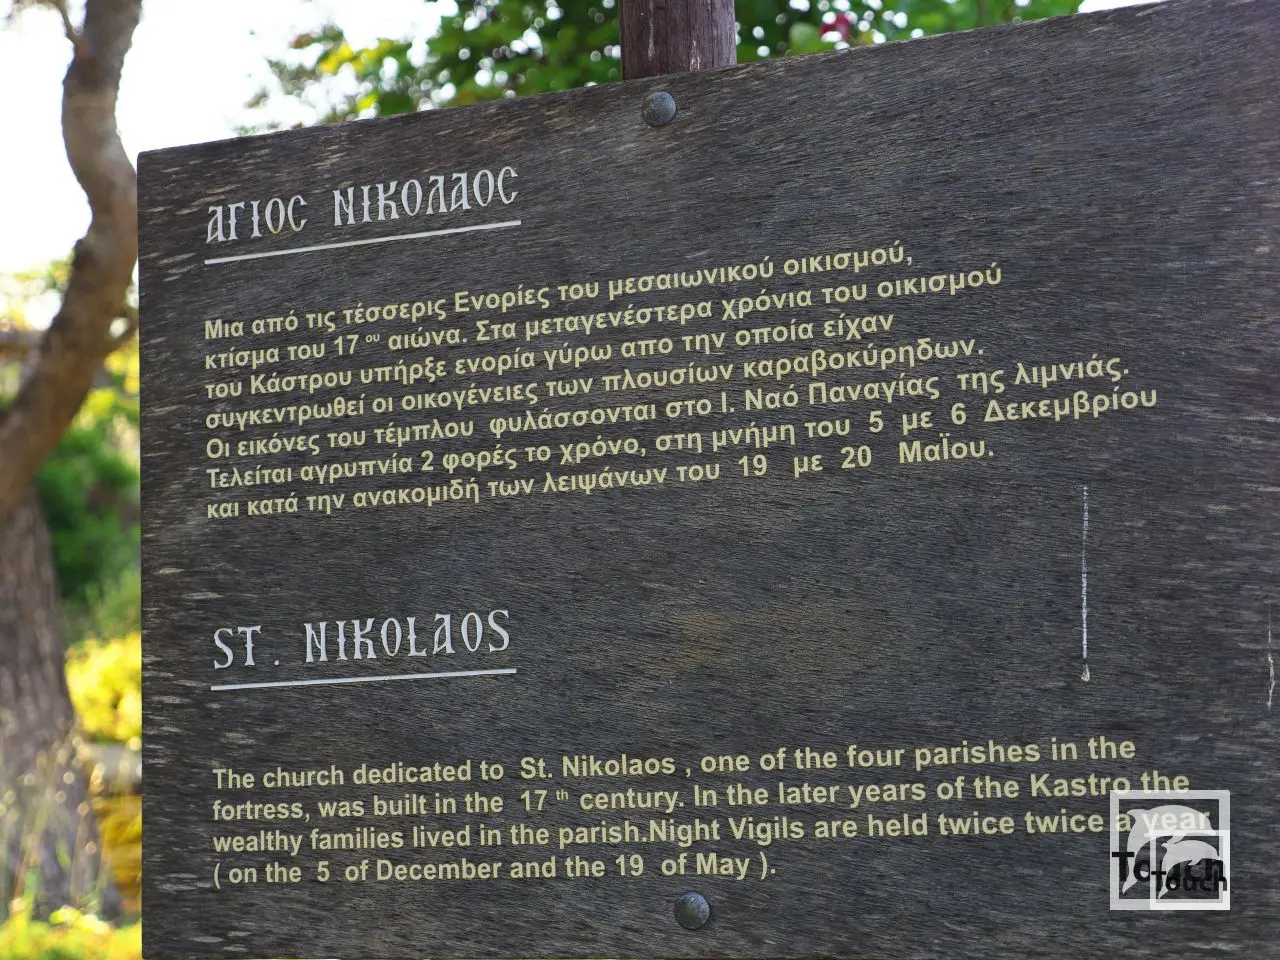 ΑΓΙΟΣ ΝΙΚΟΛΑΟΣ
Μια από τις τέσσερις Ενορίες του μεσαιωνικού οικισμού,
κτίσμα του 17 ου αιώνα. Στα μεταγενέστερα χρόνια του οικισμού
του Κάστρου υπήρξε ενορία γύρω απο την οποία είχαν
συγκεντρωθεί οι οικογένειες των πλουσίων καραβοκύρηδων.
Οι εικόνες του τέμπλου φυλάσσονται στο Ι. Ναό Παναγίας της λιμνιάς.
Τελείται αγρυπνία 2 φορές το χρόνο, στη μνήμη του 5 με 6 Δεκεμβρίου
και κατά την ανακομιδή των λειψάνων του 19 με 20 Μαΐου.
ST. NIKOLAOS
The church dedicated to St. Nikolaos , one of the four parishes in the
fortress, was built in the 17 th century. In the later years of the Kastro the
wealthy families lived in the parish.Night Vigils are held twice twice a year
( on the 5 of December and the 19 of May ).
Touch
Touch